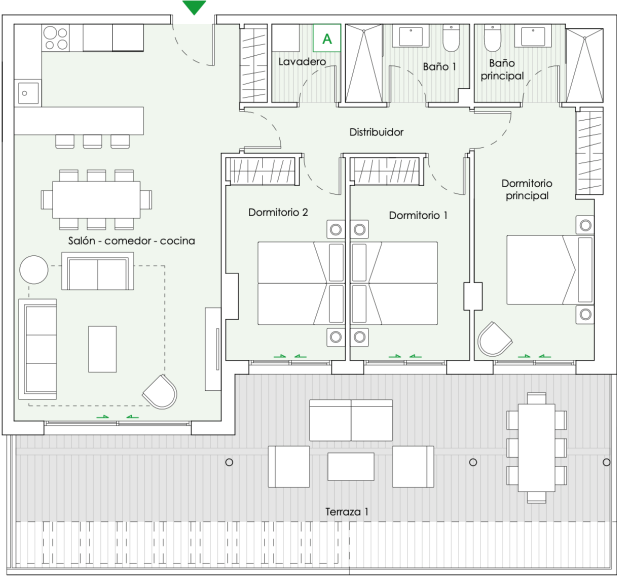 A
Lavadero
Baño 1
Baño
principal
Distribuidor
Dormitorio
principal
Dormitorio 2
Dormitorio 1
Salón - comedor - cocina
Terraza 1